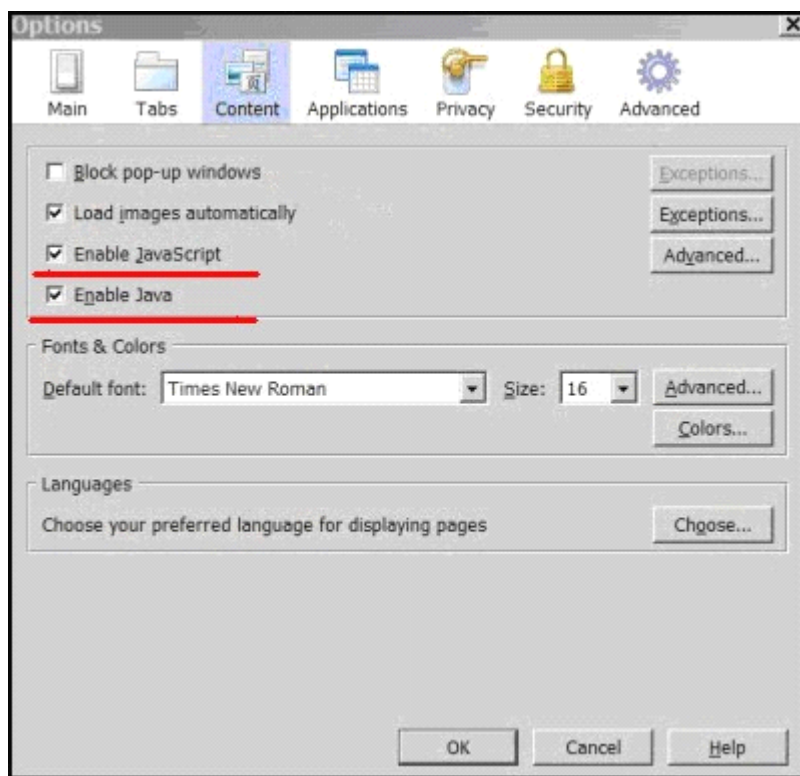 Options
Main Tabs Content Applications Privacy Security Advanced
Block pop-up windows Exceptions...
Load images automatically Exceptions...
Enable JavaScript Advanced...
Enable Java
Fonts & Colors
Default font: Times New Roman Size: 16 Advanced...
Colors...
Languages
Choose your preferred language for displaying pages Choose...
OK Cancel Help